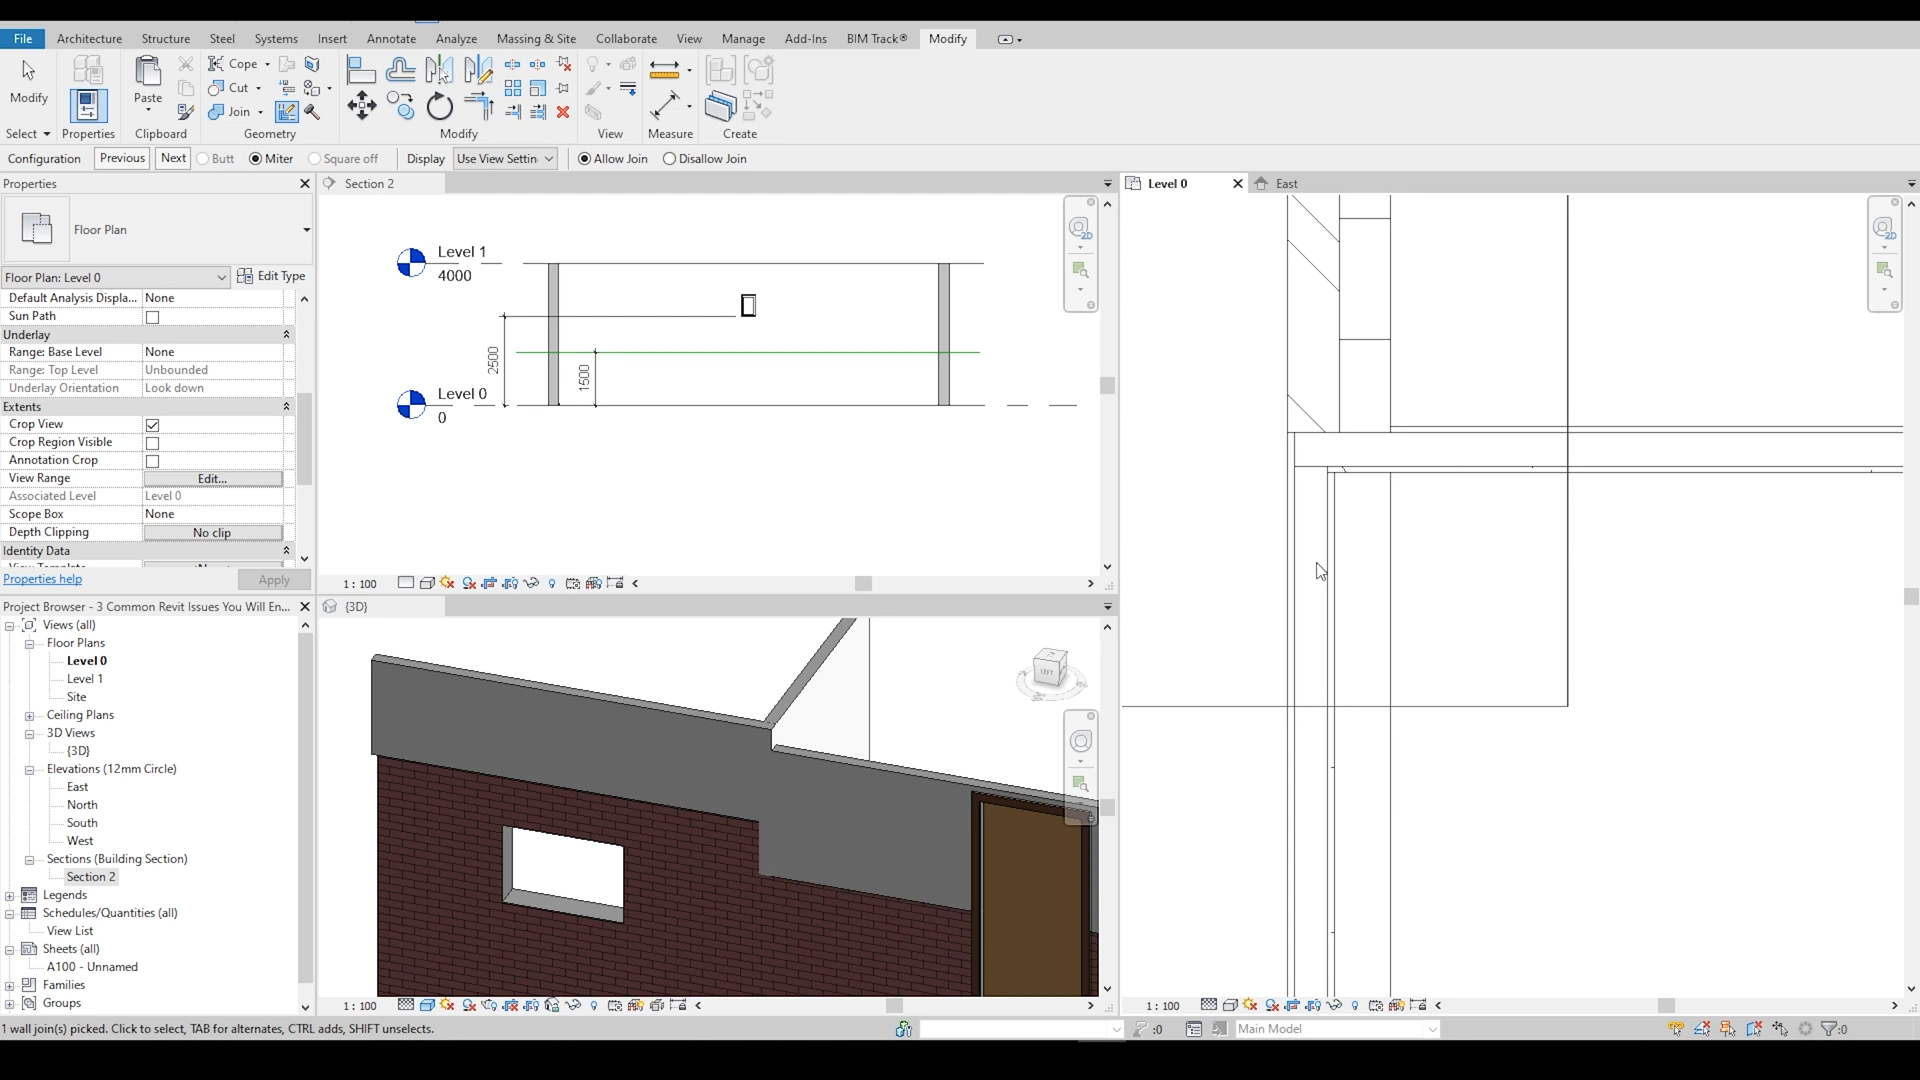 File Architecture Structure Steel Systems Insert Annotate Analyze Massing & Site Collaborate View Manage Add-Ins BIM Track® Modify
Modify Paste Cope Cut Join
Select Properties Clipboard Geometry Modify View Measure Create
Configuration Previous Next Butt Miter Square off Display Use View Settin Allow Join Disallow Join
Properties
Floor Plan
Floor Plan: Level 0 Edit Type
Default Analysis Displa... None
Sun Path
Underlay
Range: Base Level None
Range: Top Level Unbounded
Underlay Orientation Look down
Extents
Crop View
Crop Region Visible
Annotation Crop
View Range Edit...
Associated Level Level 0
Scope Box None
Depth Clipping No clip
Identity Data
Properties help Apply
Project Browser - 3 Common Revit Issues You Will En...
Views (all)
Floor Plans
Level 0
Level 1
Site
Ceiling Plans
3D Views
{3D}
Elevations (12mm Circle)
East
North
South
West
Sections (Building Section)
Section 2
Legends
Schedules/Quantities (all)
View List
Sheets (all)
A100 - Unnamed
Families
Groups
Section 2
Level 1
4000
2500
1500
Level 0
0
2D
1 : 100
{3D}
LEFT
1 : 100
Level 0 East
2D
1 : 100
1 wall join(s) picked. Click to select, TAB for alternates, CTRL adds, SHIFT unselects. :0 Main Model :0